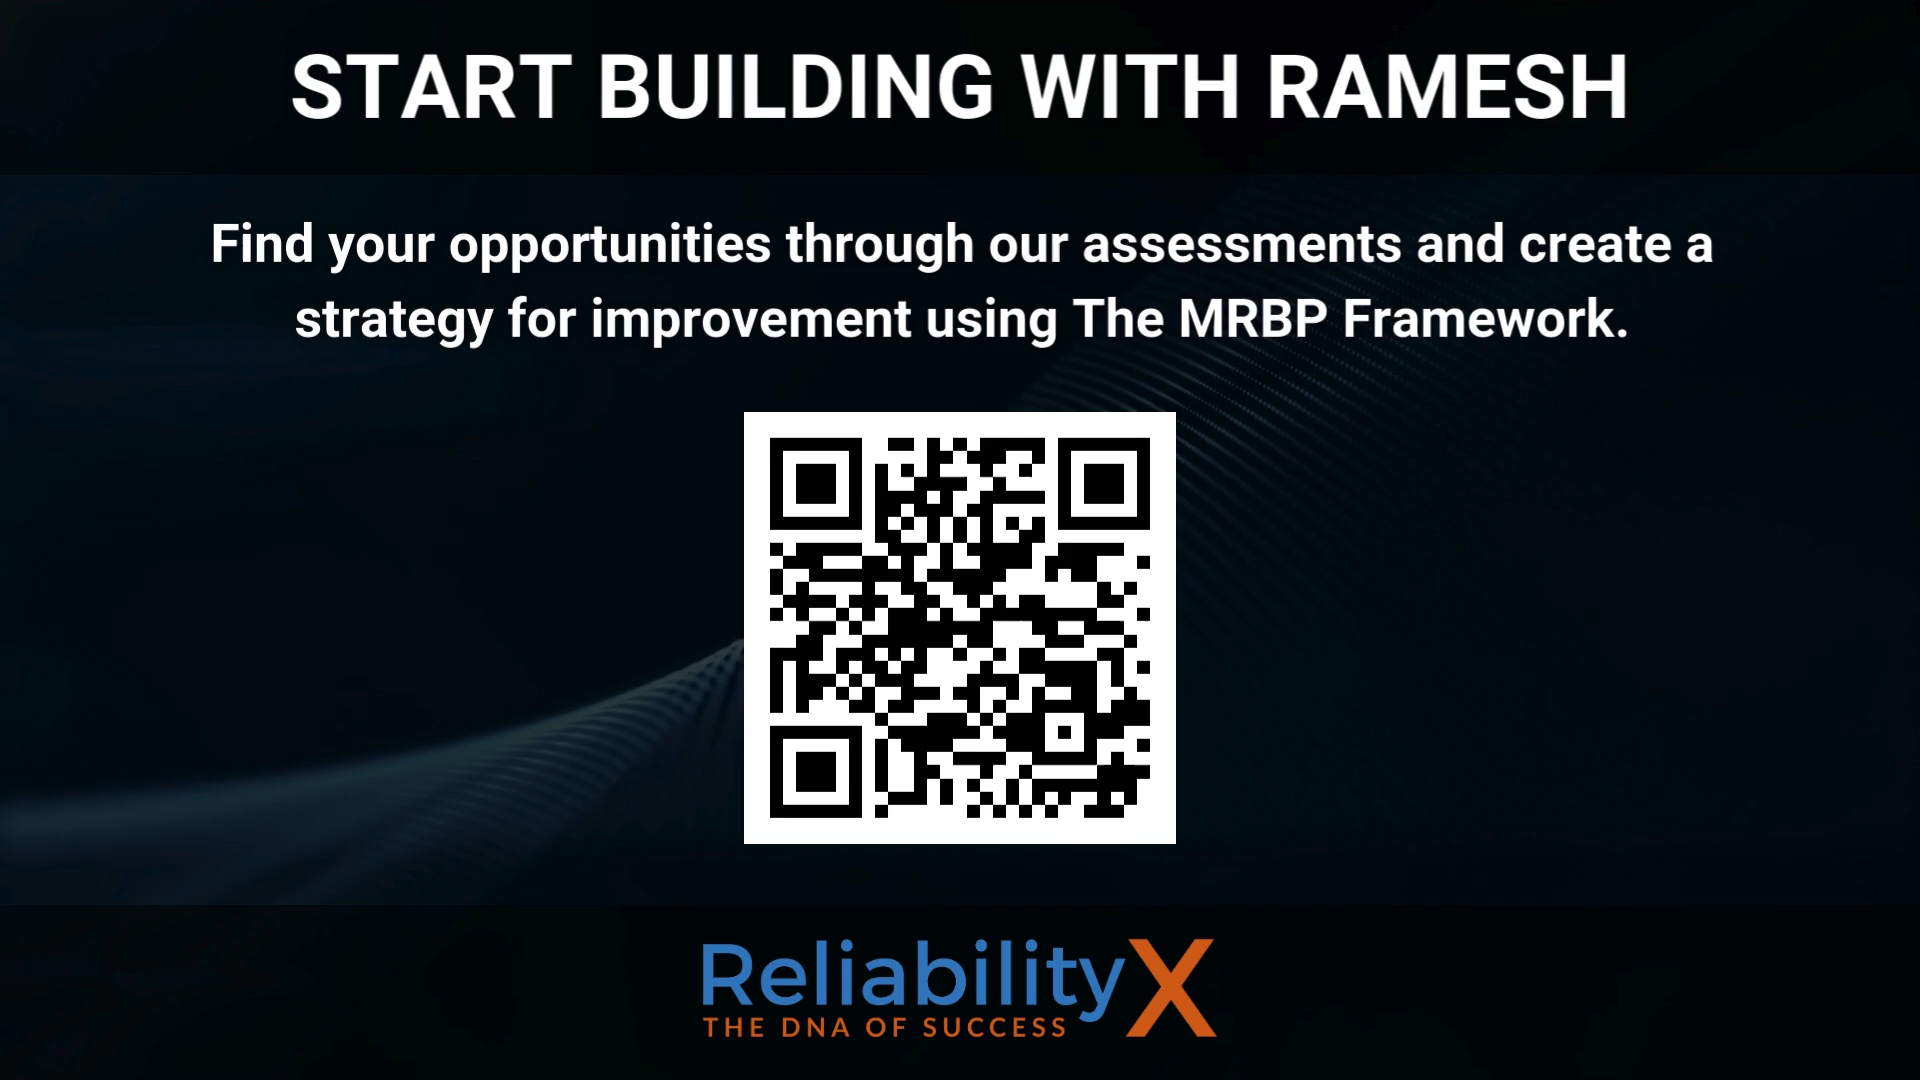 START BUILDING WITH RAMESH
Find your opportunities through our assessments and create a
strategy for improvement using The MRBP Framework.
ReliabilityX
THE DNA OF SUCCESS